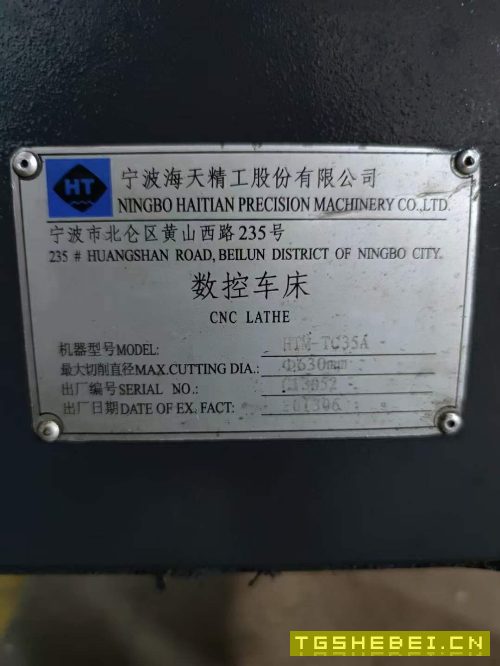 HT 宁波海天精工股份有限公司
NINGBO HAITIAN PRECISION MACHINERY CO.,LTD.
宁波市北仑区黄山西路235号
235 # HUANGSHAN ROAD, BEILUN DISTRICT OF NINGBO CITY.
数控车床
CNC LATHE
机器型号MODEL: HTM-TC35A
最大切削直径MAX.CUTTING DIA.: Φ630mm
出厂编号SERIAL NO.:
出厂日期DATE OF EX. FACT: 201306
TGSHEBEI.CN